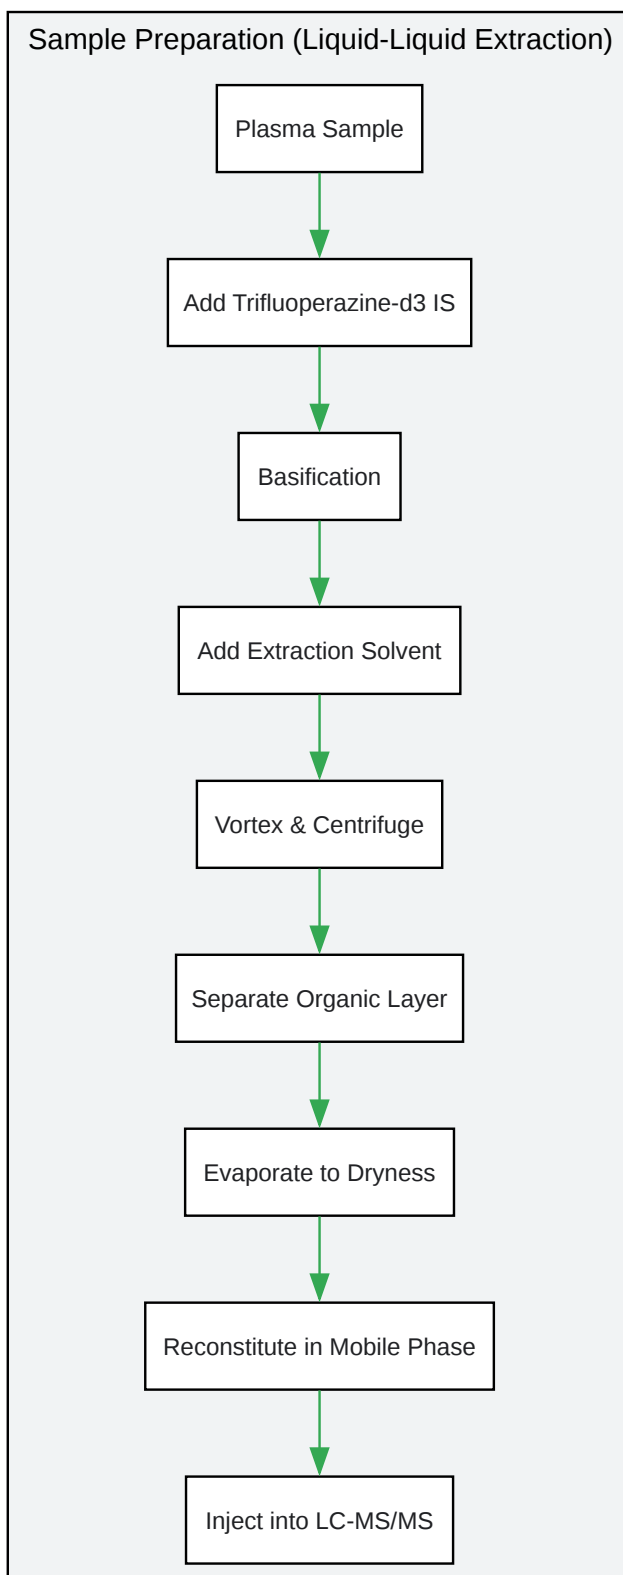 Sample Preparation (Liquid-Liquid Extraction)
Plasma Sample
Add Trifluoperazine-d3 IS
Basification
Add Extraction Solvent
Vortex & Centrifuge
Separate Organic Layer
Evaporate to Dryness
Reconstitute in Mobile Phase
Inject into LC-MS/MS